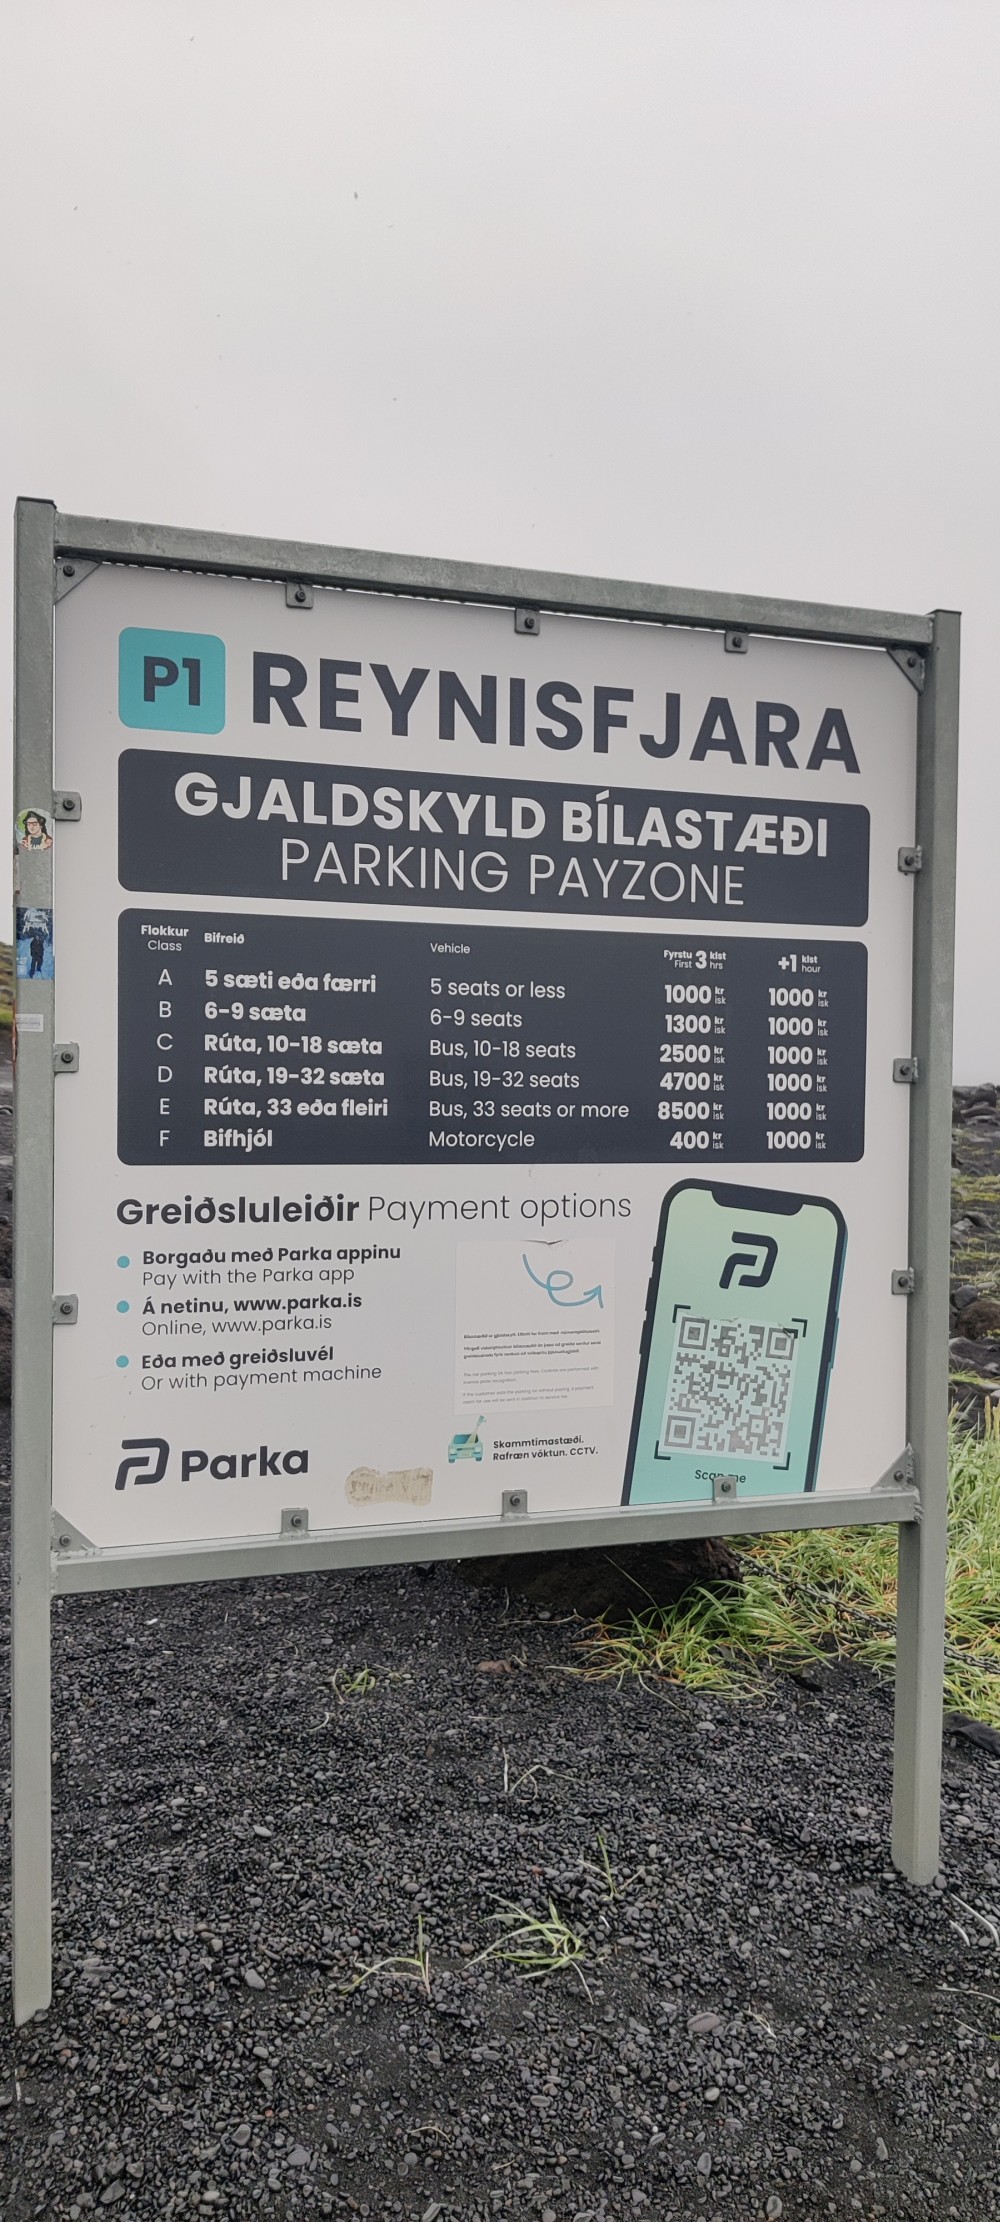 P1 REYNISFJARA
GJALDSKYLD BÍLASTÆÐI
PARKING PAYZONE
Flokkur Bifreið Vehicle Fyrstu 3 klst +1 klst
Class First hrs hour
A 5 sæti eða færri 5 seats or less 1000 kr isk 1000 kr isk
B 6-9 sæta 6-9 seats 1300 kr isk 1000 kr isk
C Rúta, 10-18 sæta Bus, 10-18 seats 2500 kr isk 1000 kr isk
D Rúta, 19-32 sæta Bus, 19-32 seats 4700 kr isk 1000 kr isk
E Rúta, 33 eða fleiri Bus, 33 seats or more 8500 kr isk 1000 kr isk
F Bifhjól Motorcycle 400 kr isk 1000 kr isk
Greiðsluleiðir Payment options
Borgaðu með Parka appinu
Pay with the Parka app
Á netinu, www.parka.is
Online, www.parka.is
Eða með greiðsluvél
Or with payment machine
Parka
Skammtímastæði.
Rafræn vöktun. CCTV.
Scan me